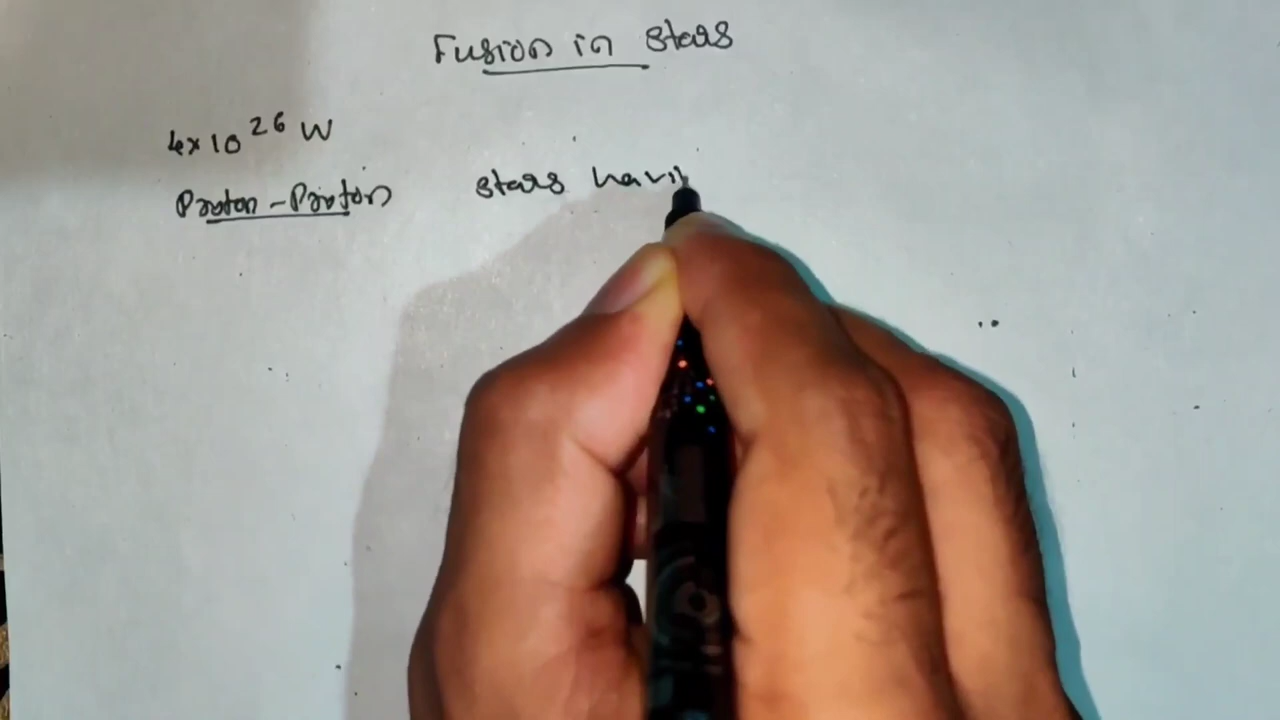 Fusion in stars
4×10²⁶ W
Proton-Proton stars havi